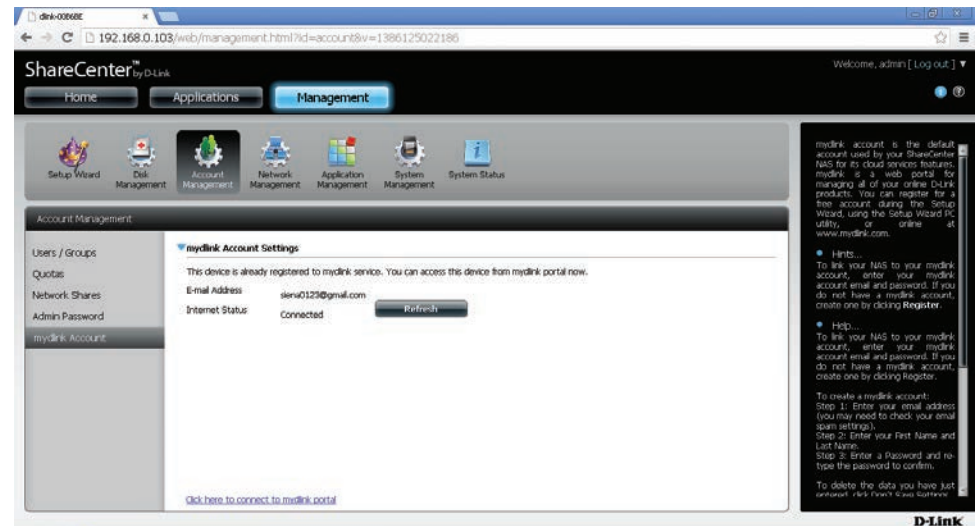 dlink-00868E
192.168.0.103/web/management.html?id=account&v=1386125022186
ShareCenter™ by D-Link
Welcome, admin [ Log out ]
Home
Applications
Management
Setup Wizard
Disk
Management
Account
Management
Network
Management
Application
Management
System
Management
System Status
Account Management
Users / Groups
Quotas
Network Shares
Admin Password
mydlink Account
mydlink Account Settings
This device is already registered to mydlink service. You can access this device from mydlink portal now.
E-mail Address
siena0123@gmail.com
Internet Status
Connected
Refresh
Click here to connect to mydlink portal
mydlink account is the default
account used by your ShareCenter
NAS for its cloud services features.
mydlink is a web portal for
managing all of your online D-Link
products. You can register for a
free account during the Setup
Wizard, using the Setup Wizard PC
utility, or online at
www.mydlink.com.
Hints...
To link your NAS to your mydlink
account, enter your mydlink
account email and password. If you
do not have a mydlink account,
create one by clicking Register.
Help...
To link your NAS to your mydlink
account, enter your mydlink
account email and password. If you
do not have a mydlink account,
create one by clicking Register.
To create a mydlink account:
Step 1: Enter your email address
(you may need to check your email
spam settings).
Step 2: Enter your First Name and
Last Name.
Step 3: Enter a Password and re-
type the password to confirm.
To delete the data you have just
entered, click Don't Save Settings
D-Link